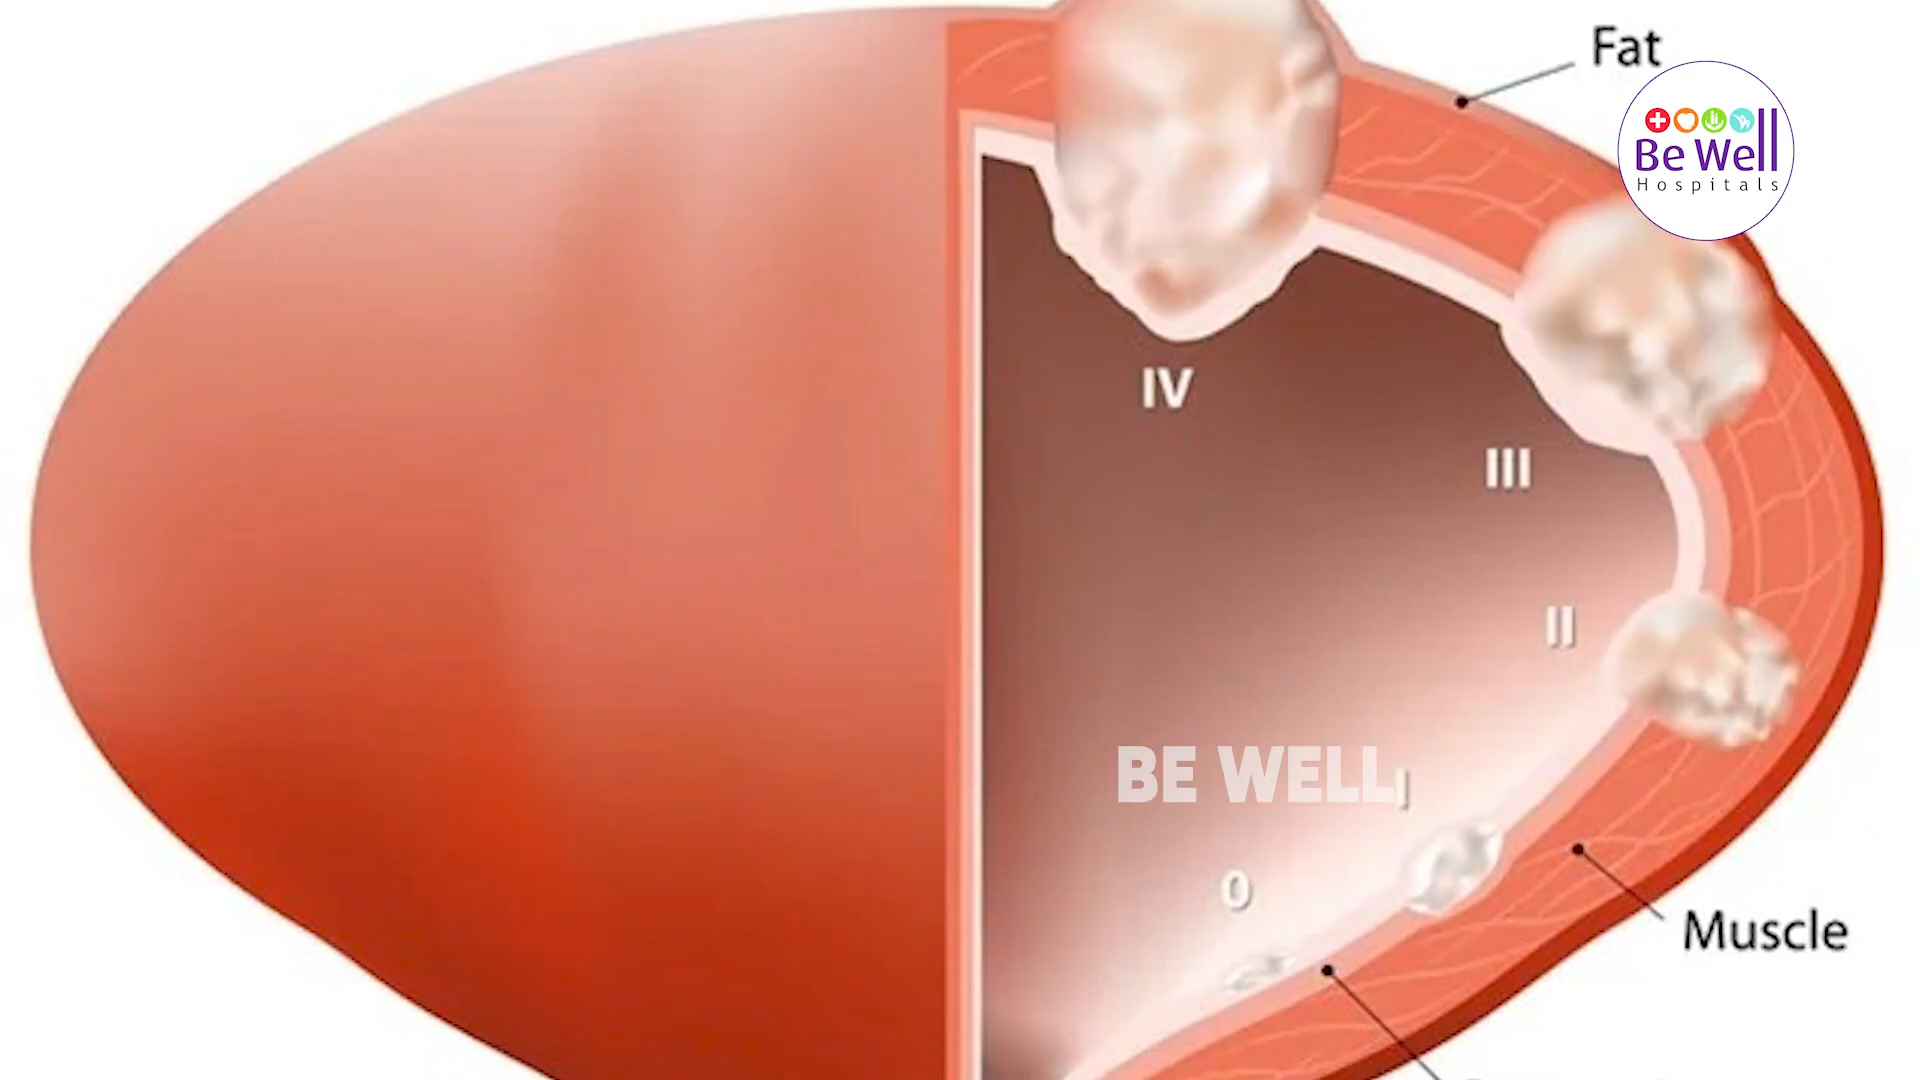 Fat
Be Well
Hospitals
IV
III
II
BE WELL
I
0
Muscle